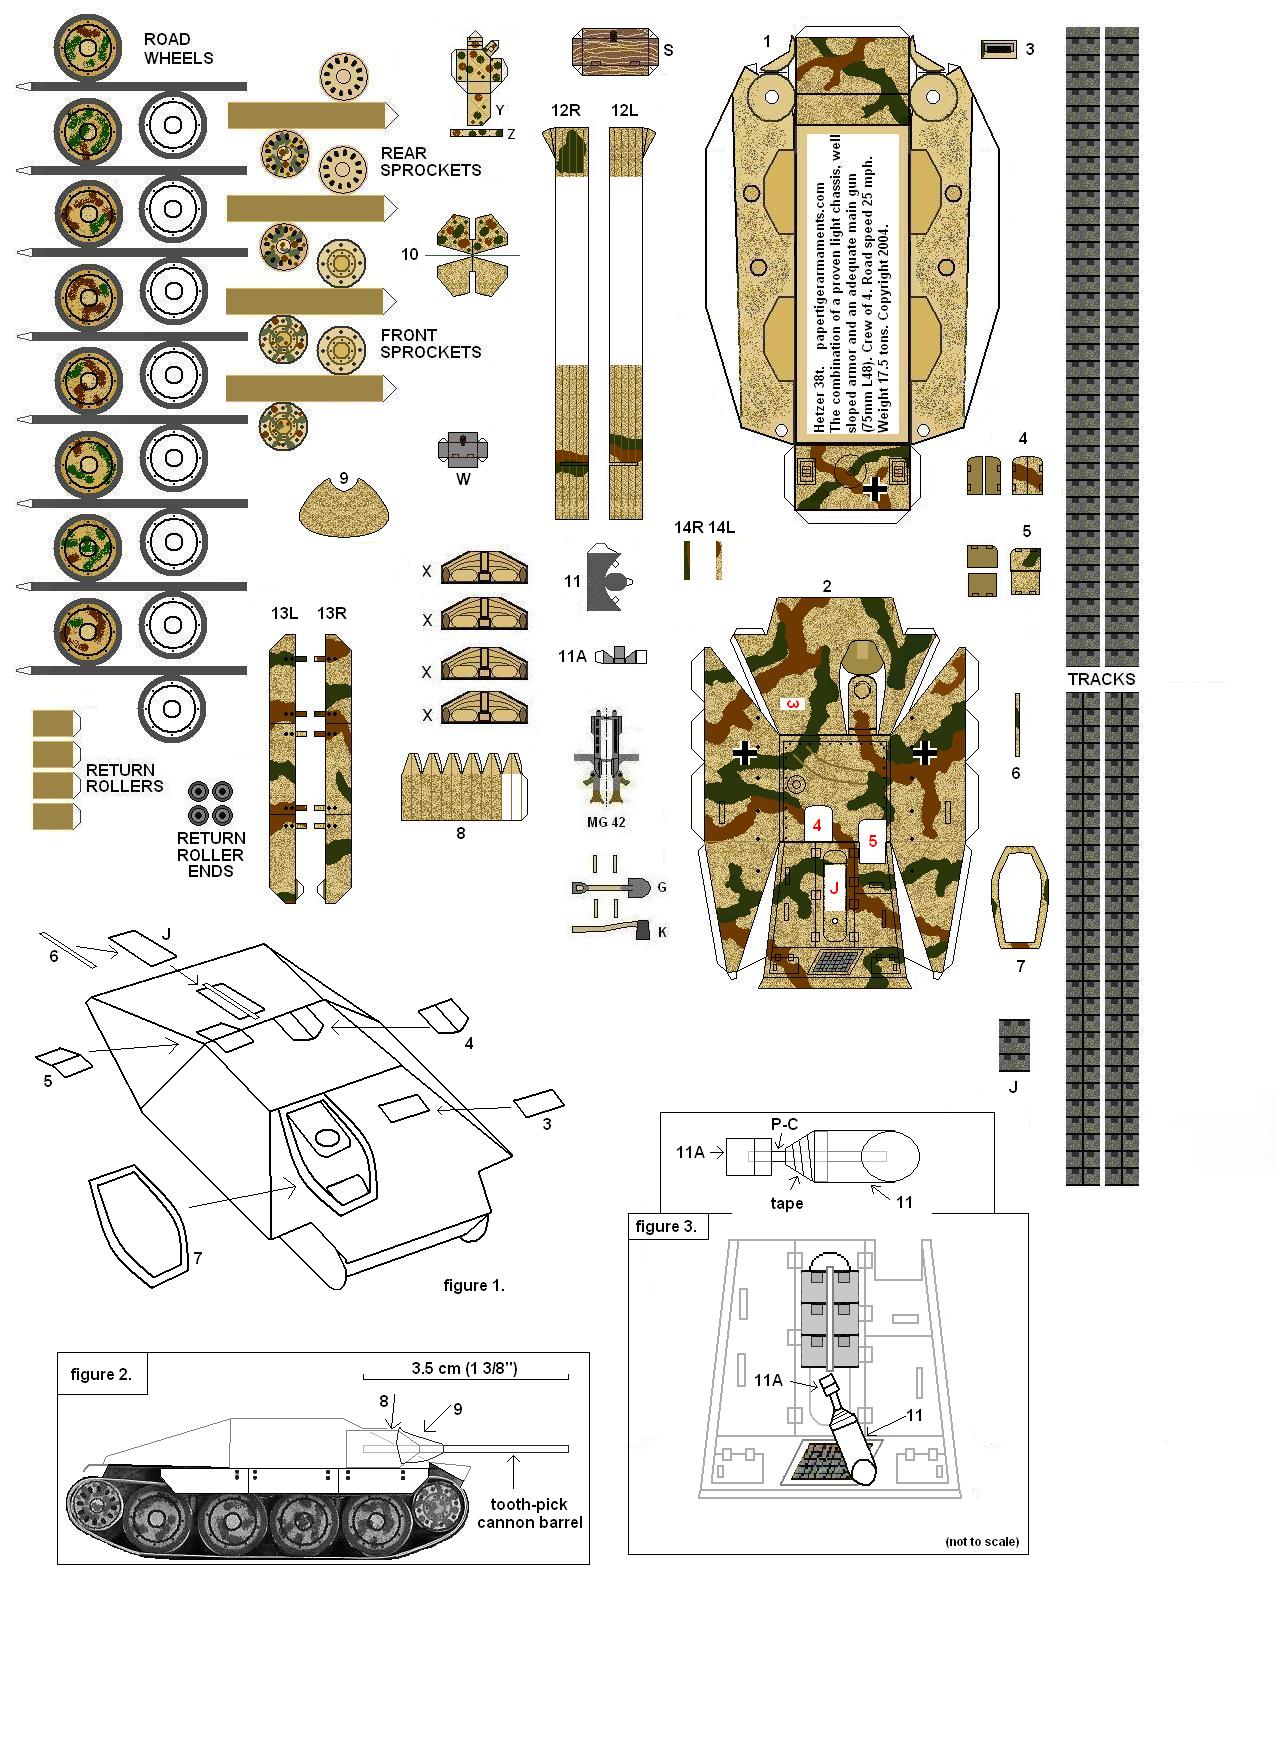 ROAD
WHEELS
REAR
SPROCKETS
10
FRONT
SPROCKETS
Y
Z
S
12R
12L
1
3
Hetzer 38t. papertigerarmaments.com
The combination of a proven light chassis, well
sloped armor and an adequate main gun
(75mm L48). Crew of 4. Road speed 25 mph.
Weight 17.5 tons. Copyright 2004.
4
5
W
9
14R
14L
X
X
X
X
11
11A
13L
13R
2
3
4
5
J
6
7
TRACKS
RETURN
ROLLERS
RETURN
ROLLER
ENDS
8
MG 42
G
K
J
6
J
4
5
3
7
figure 1.
P-C
11A
tape
11
figure 3.
11A
11
(not to scale)
figure 2.
3.5 cm (1 3/8")
8
9
tooth-pick
cannon barrel